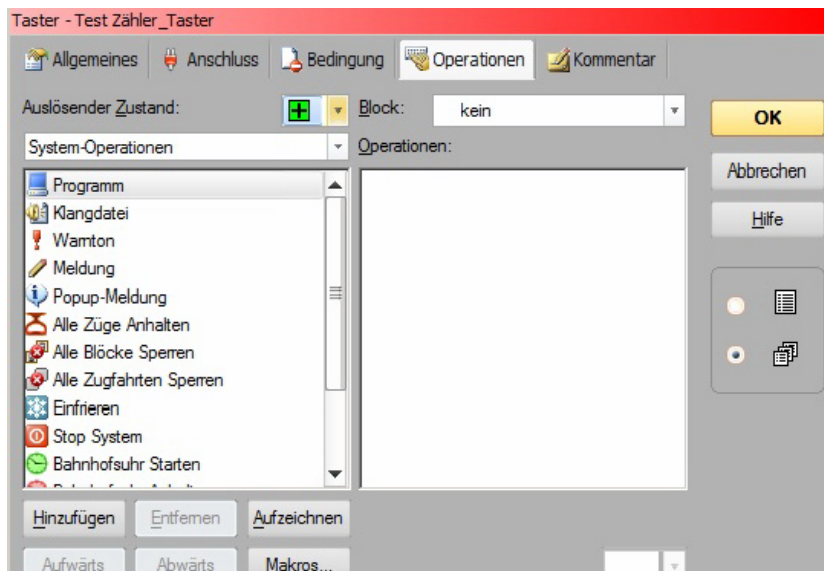 Taster - Test Zähler_Taster
Allgemeines Anschluss Bedingung Operationen Kommentar
Auslösender Zustand: Block: kein
OK
System-Operationen Operationen:
Abbrechen
Programm
Klangdatei
Hilfe
Warnton
Meldung
Popup-Meldung
Alle Züge Anhalten
Alle Blöcke Sperren
Alle Zugfahrten Sperren
Einfrieren
Stop System
Bahnhofsuhr Starten
Hinzufügen Entfernen Aufzeichnen
Aufwärts Abwärts Makros...